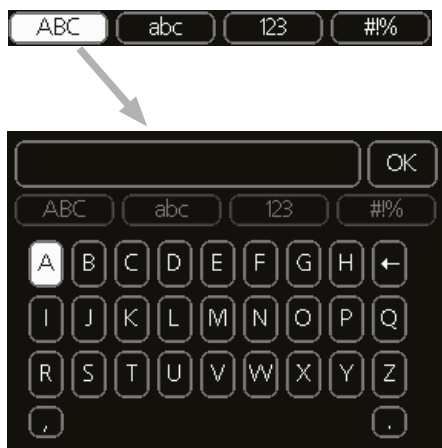 ABC abc 123 #!%
OK
ABC abc 123 #!%
A B C D E F G H ←
I J K L M N O P Q
R S T U V W X Y Z
, .